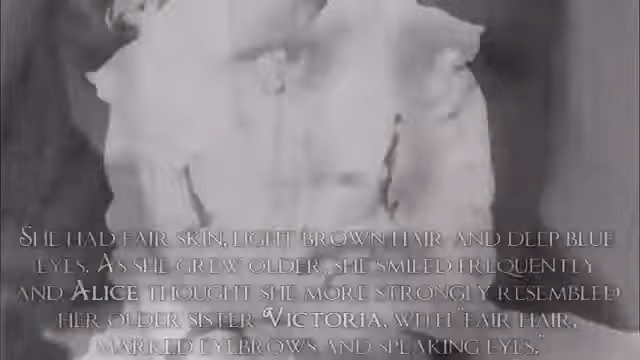 She had fair skin, light brown hair and deep blue
eyes. As she grew older, she smiled frequently
and Alice thought she more strongly resembled
her older sister Victoria, with "fair hair,
marked eyebrows and speaking eyes."